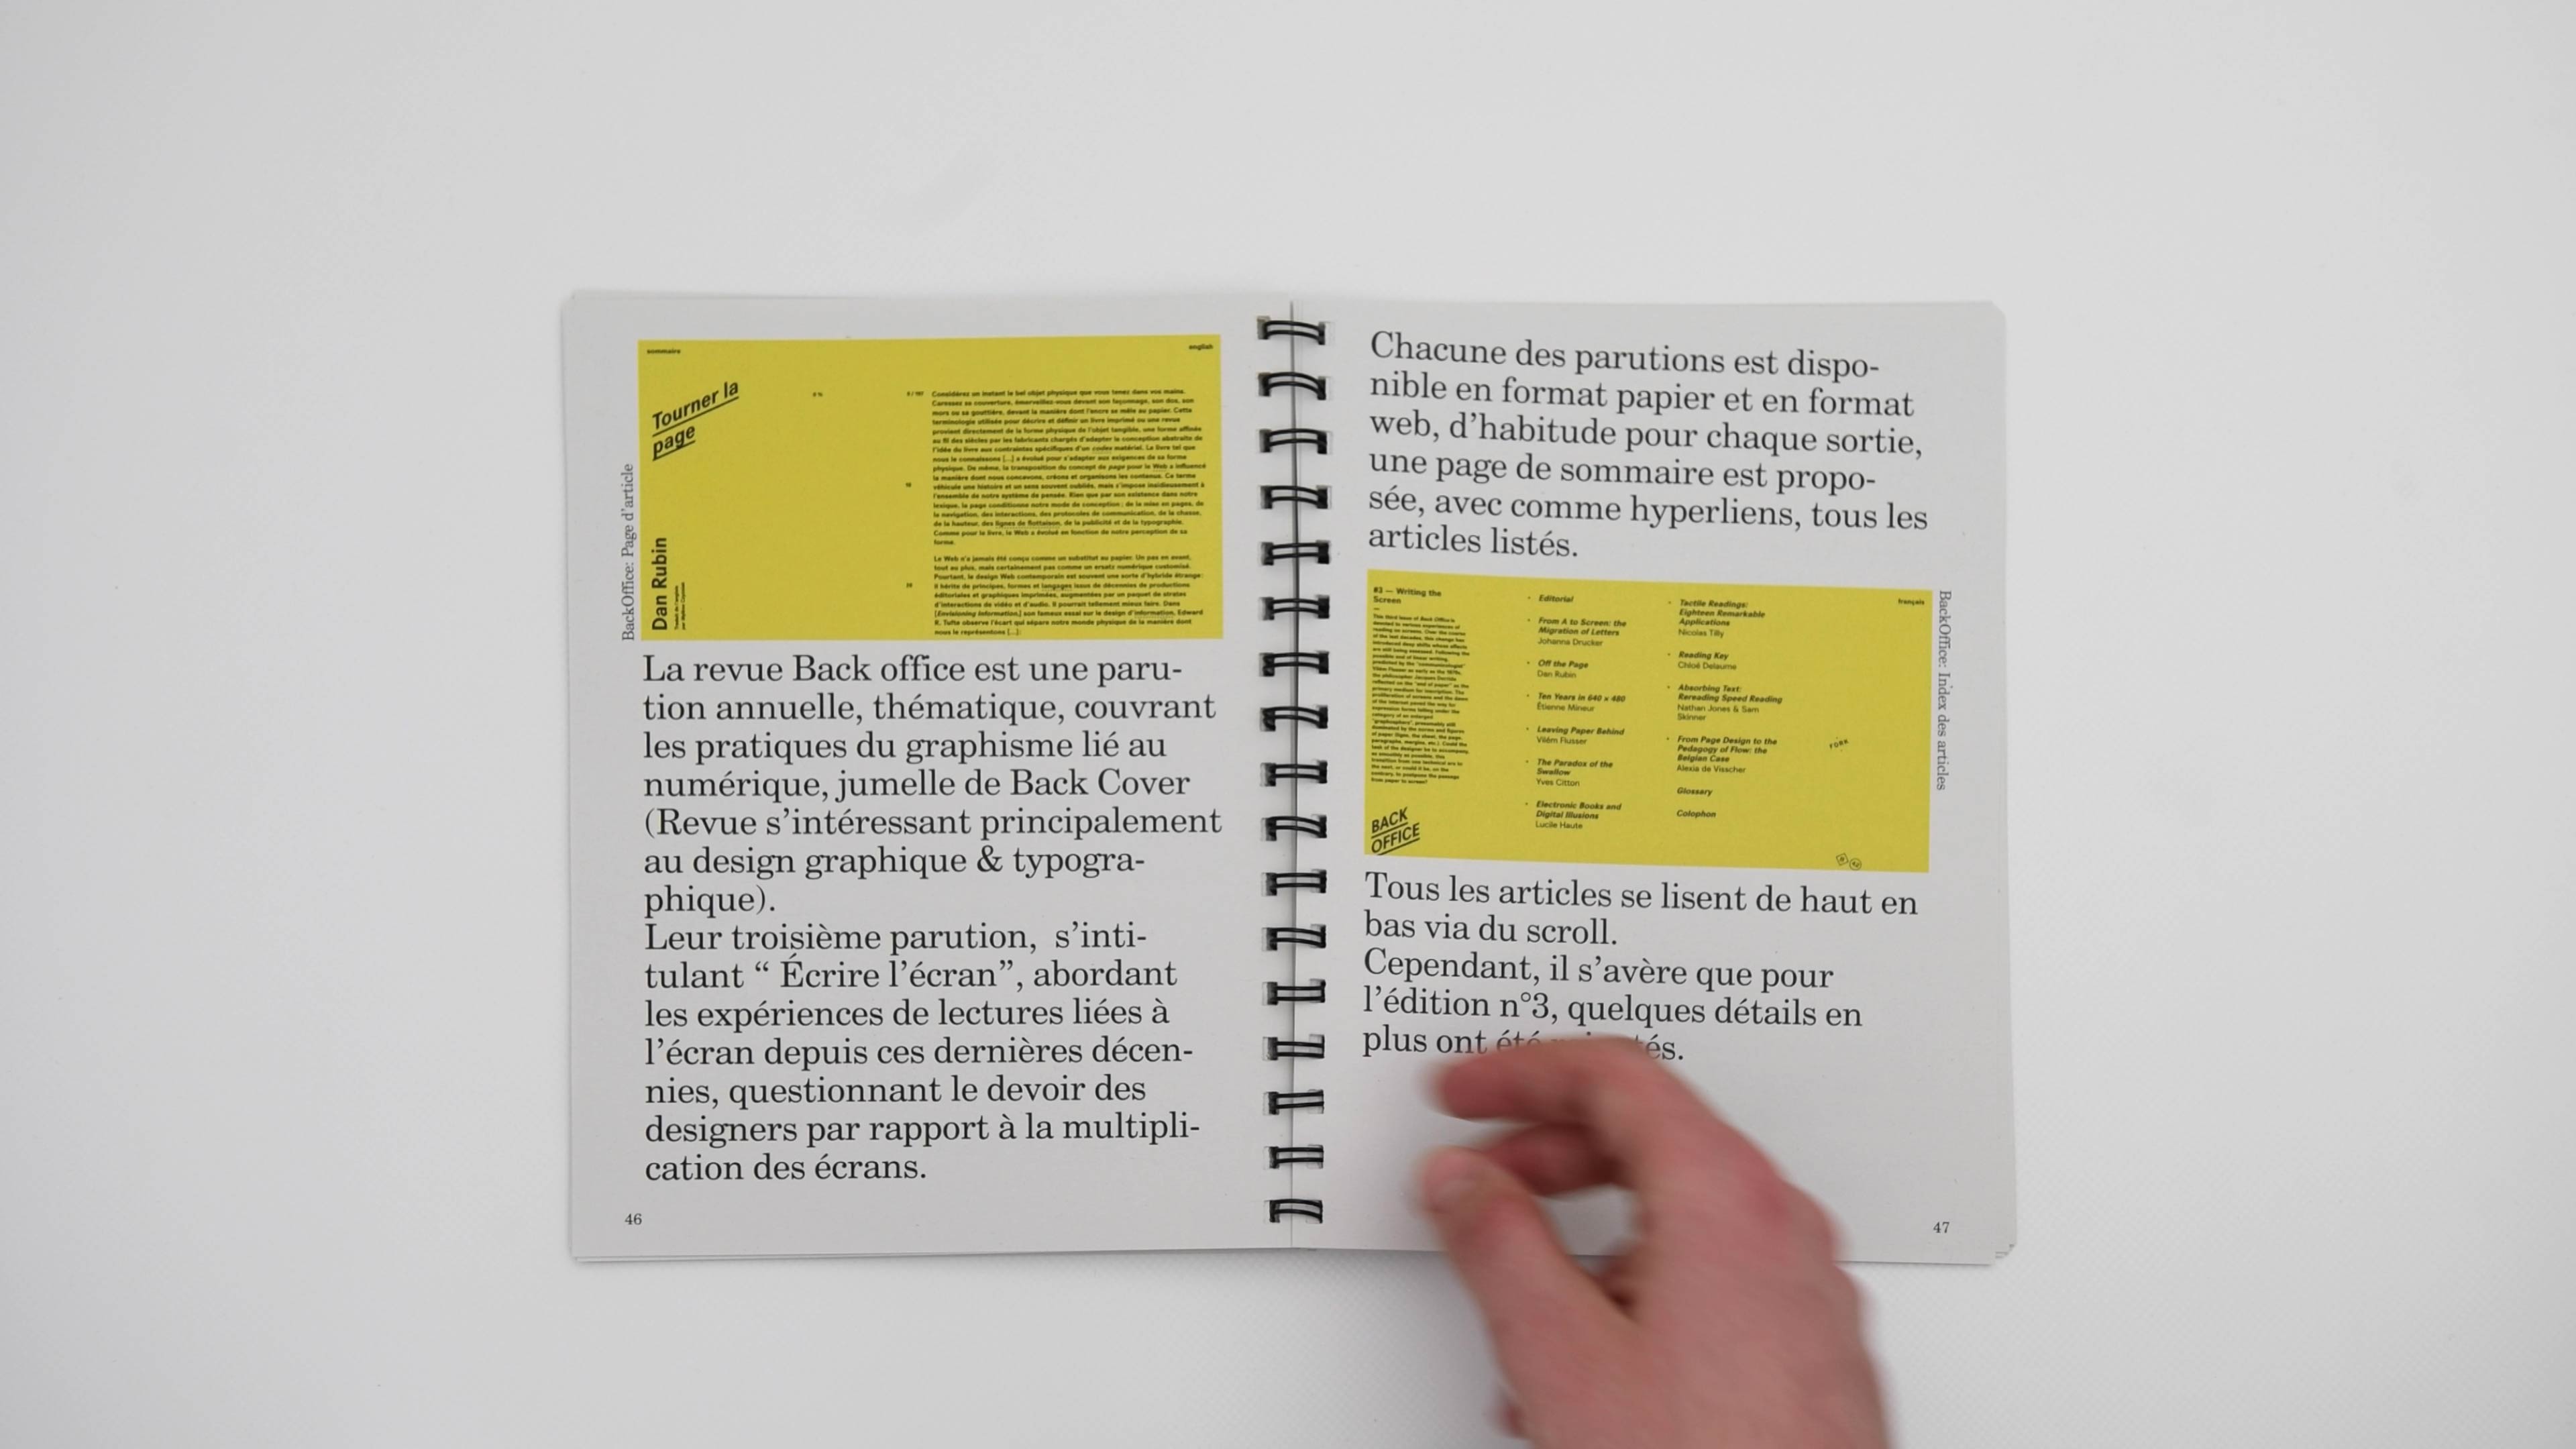 sommaire
english
Tourner la
page
0 %
Considérez un instant le bel objet physique que vous tenez dans vos mains.
Caressez sa couverture, émerveillez-vous devant son façonnage, son dos, son
mors ou sa gouttière, devant la manière dont l'encre se mêle au papier. Cette
terminologie utilisée pour décrire et définir un livre imprimé ou une revue
provient directement de la forme physique de l'objet tangible, une forme affinée
au fil des siècles par les fabricants chargés d'adapter la conception abstraite de
l'idée du livre aux contraintes spécifiques d'un codex matériel. Le livre tel que
nous le connaissons [...] a évolué pour s'adapter aux exigences de sa forme
physique. De même, la transposition du concept de page pour le Web a influencé
la manière dont nous concevons, créons et organisons les contenus. Ce terme
véhicule une histoire et un sens souvent oubliés, mais s'impose insidieusement à
l'ensemble de notre système de pensée. Rien que par son existence dans notre
lexique, la page conditionne notre mode de conception : de la mise en pages, de
la navigation, des interactions, des protocoles de communication, de la chasse,
de la hauteur, des lignes de flottaison, de la publicité et de la typographie.
Comme pour le livre, le Web a évolué en fonction de notre perception de sa
forme.
Le Web n'a jamais été conçu comme un substitut au papier. Un pas en avant,
tout au plus, mais certainement pas comme un ersatz numérique customisé.
Pourtant, le design Web contemporain est souvent une sorte d'hybride étrange:
il hérite de principes, formes et langages issus de décennies de productions
éditoriales et graphiques imprimées, augmentées par un paquet de strates
d'interactions de vidéo et d'audio. Il pourrait tellement mieux faire. Dans
[Envisioning Information] son fameux essai sur le design d'information, Edward
R. Tufte observe l'écart qui sépare notre monde physique de la manière dont
nous le représentons [...]:
Dan Rubin
BackOffice: Page d'article
La revue Back office est une paru-
tion annuelle, thématique, couvrant
les pratiques du graphisme lié au
numérique, jumelle de Back Cover
(Revue s'intéressant principalement
au design graphique & typogra-
phique).
Leur troisième parution,  s'inti-
tulant “ Écrire l'écran”, abordant
les expériences de lectures liées à
l'écran depuis ces dernières décen-
nies, questionnant le devoir des
designers par rapport à la multipli-
cation des écrans.
46
Chacune des parutions est dispo-
nible en format papier et en format
web, d'habitude pour chaque sortie,
une page de sommaire est propo-
sée, avec comme hyperliens, tous les
articles listés.
#3 — Writing the
Screen
BACK
OFFICE
Editorial
From A to Screen: the
Migration of Letters
Johanna Drucker
Off the Page
Dan Rubin
Ten Years in 640 × 480
Étienne Mineur
Leaving Paper Behind
Vilém Flusser
The Paradox of the
Swallow
Yves Citton
Electronic Books and
Digital Illusions
Lucile Haute
Tactile Readings:
Eighteen Remarkable
Applications
Nicolas Tilly
Reading Key
Chloé Delaume
Absorbing Text:
Rereading Speed Reading
Nathan Jones & Sam
Skinner
From Page Design to the
Pedagogy of Flow: the
Belgian Case
Alexia de Visscher
Glossary
Colophon
français
BackOffice: Index des articles
Tous les articles se lisent de haut en
bas via du scroll.
Cependant, il s'avère que pour
l'édition n°3, quelques détails en
plus ont été
47